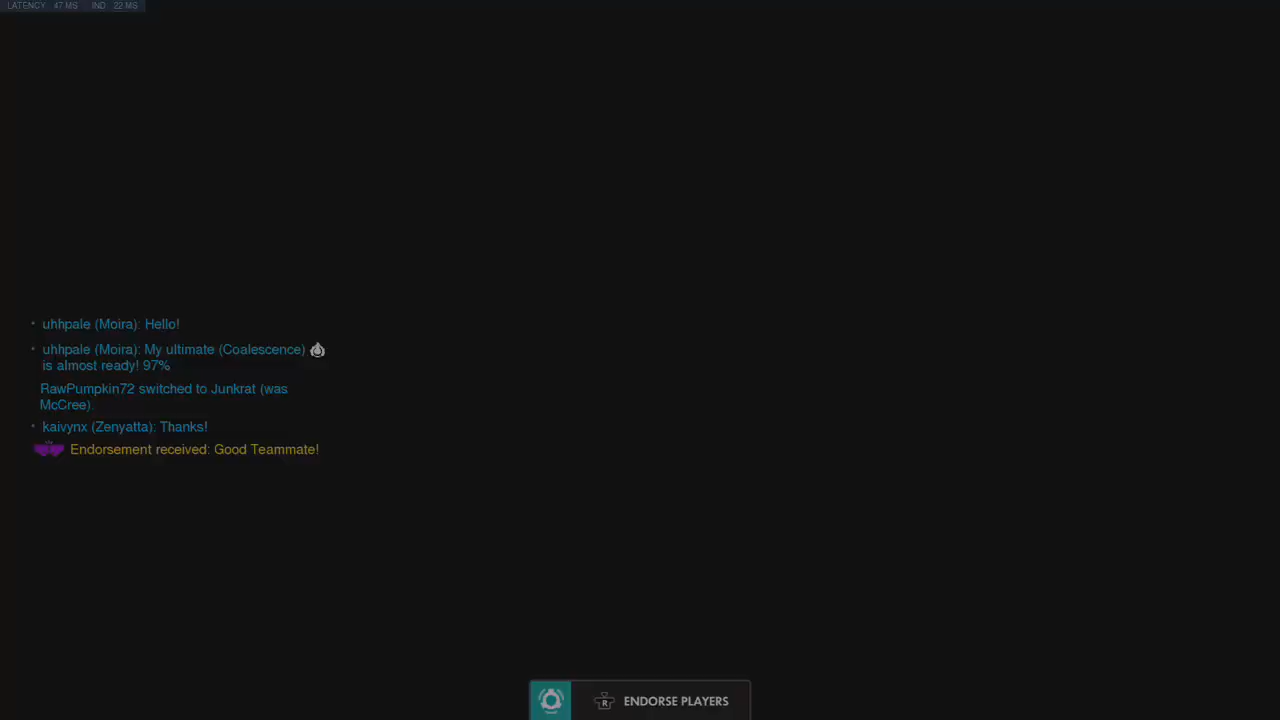 LATENCY 47 MS IND 22 MS
uhhpale (Moira): Hello!
uhhpale (Moira): My ultimate (Coalescence)
is almost ready! 97%
RawPumpkin72 switched to Junkrat (was
McCree).
kaivynx (Zenyatta): Thanks!
Endorsement received: Good Teammate!
R ENDORSE PLAYERS